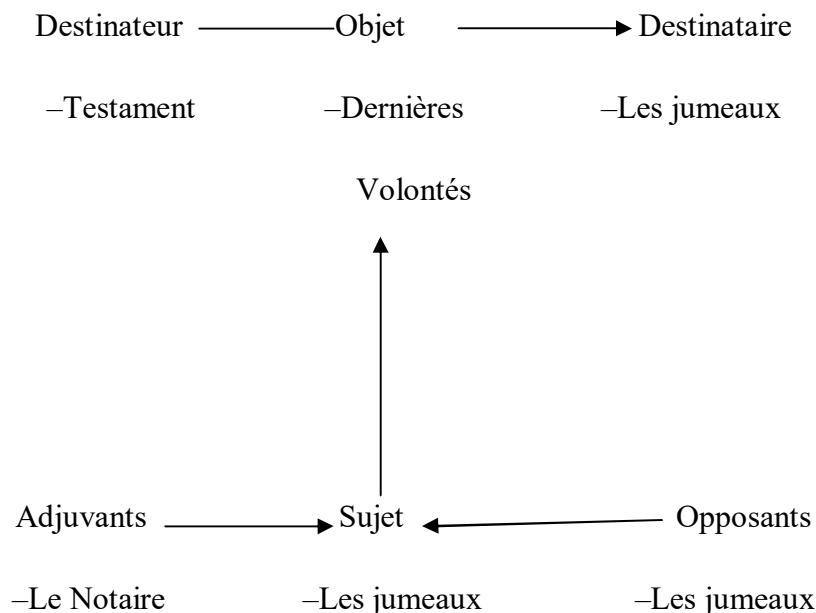 Destinateur Objet Destinataire
–Testament –Dernières –Les jumeaux
Volontés
Adjuvants Sujet Opposants
–Le Notaire –Les jumeaux –Les jumeaux